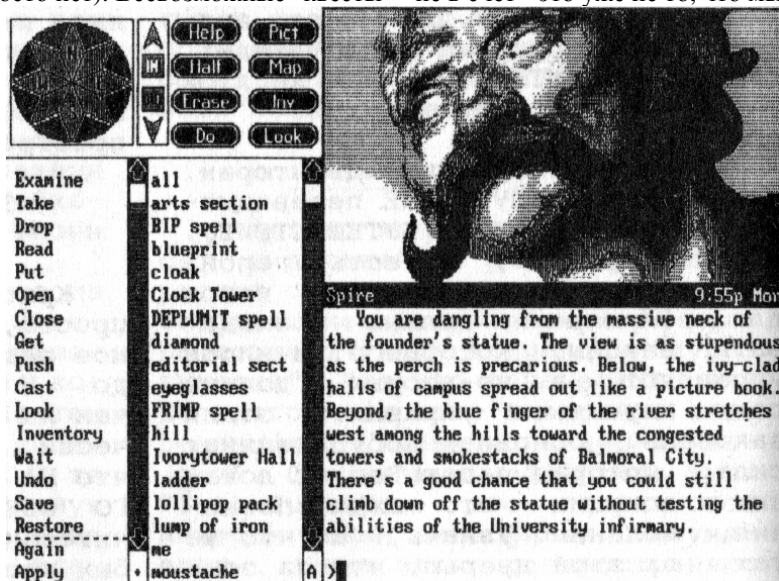 Help Pict
Half Map
Erase Inv
Do Look
IN
Examine
Take
Drop
Read
Put
Open
Close
Get
Push
Cast
Look
Inventory
Wait
Undo
Save
Restore
Again
Apply
all
arts section
BIP spell
blueprint
cloak
Clock Tower
DEPLUMIT spell
diamond
editorial sect
eyeglasses
FRIMP spell
hill
Ivorytower Hall
ladder
lollipop pack
lump of iron
me
moustache
Spire 9:55p Mon
You are dangling from the massive neck of
the founder's statue. The view is as stupendous
as the perch is precarious. Below, the ivy-clad
halls of campus spread out like a picture book.
Beyond, the blue finger of the river stretches
west among the hills toward the congested
towers and smokestacks of Balmoral City.
There's a good chance that you could still
climb down off the statue without testing the
abilities of the University infirmary.
A >